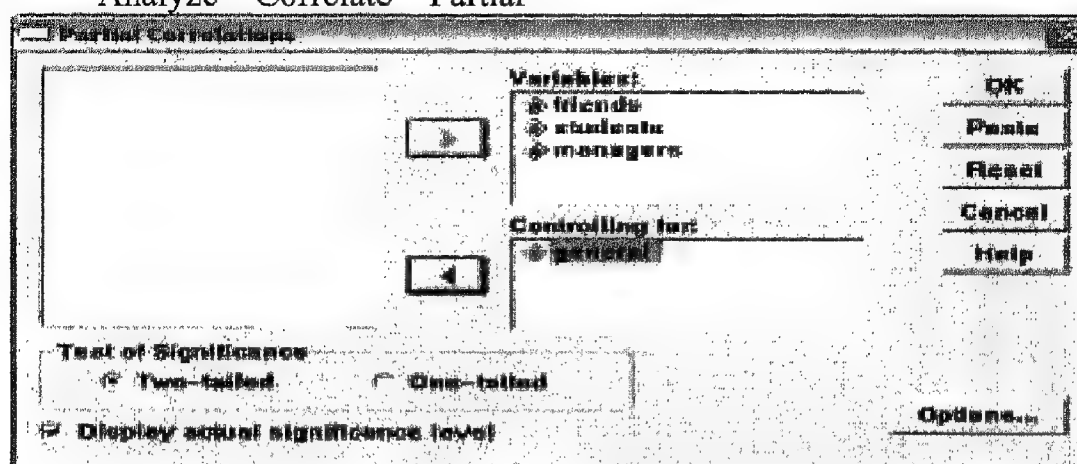 Analyze Correlate Partial
Partial Correlations
Variables:
friends
students
managers
Controlling for:
general
OK
Paste
Reset
Cancel
Help
Test of Significance
Two-tailed
One-tailed
Display actual significance level
Options...